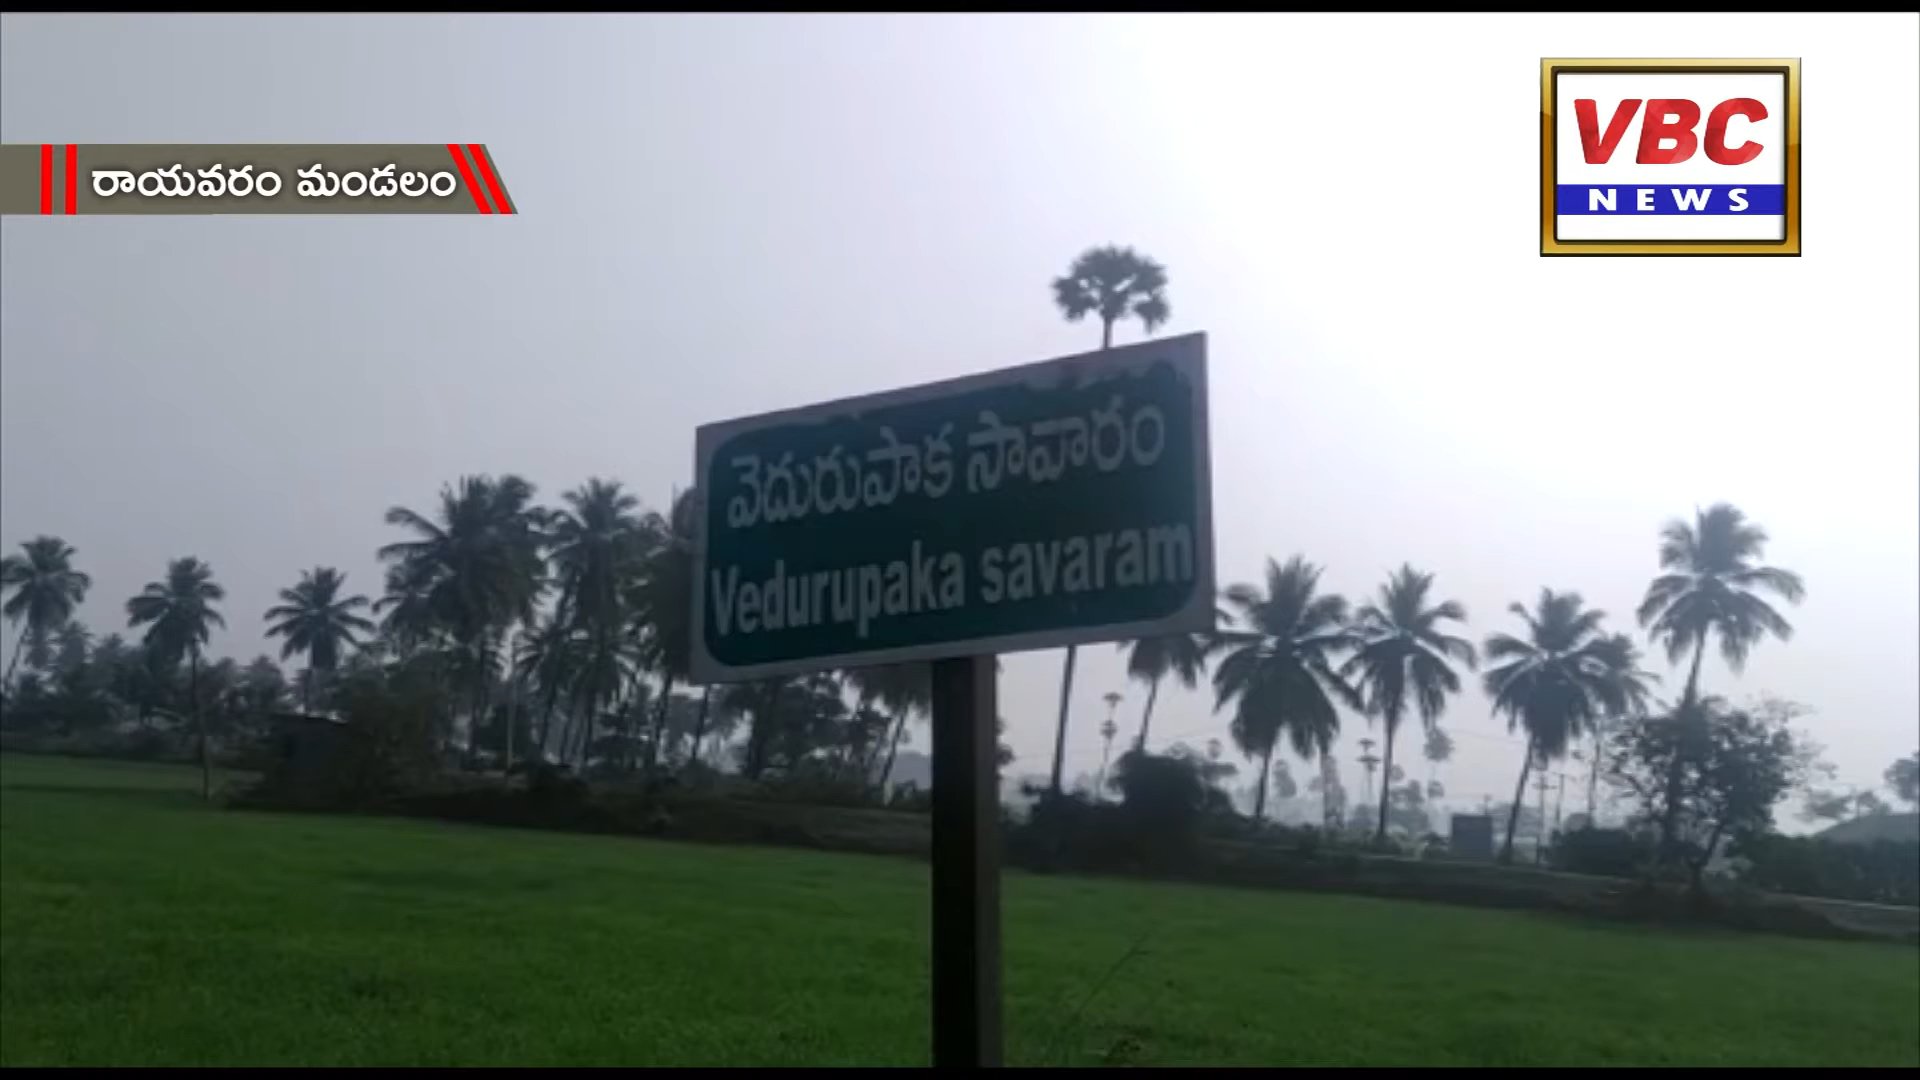 రాయవరం మండలం
VBC
NEWS
వెదురుపాక సావారం
Vedurupaka savaram